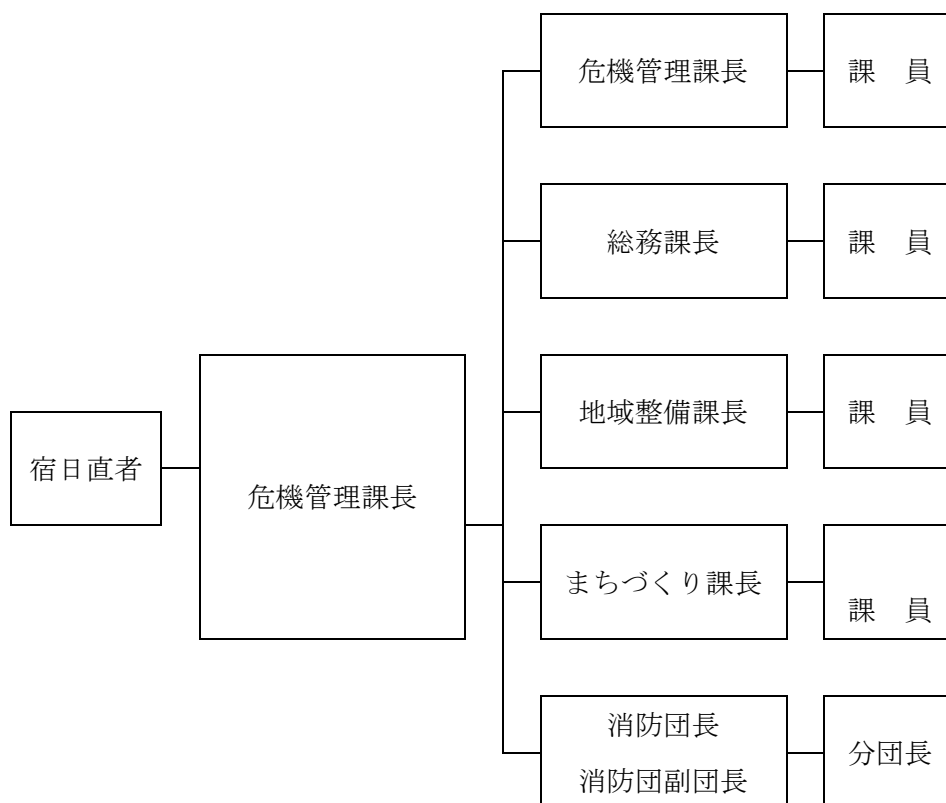 危機管理課長
課　員
総務課長
課　員
地域整備課長
課　員
宿日直者
危機管理課長
まちづくり課長
課　員
消防団長
消防団副団長
分団長